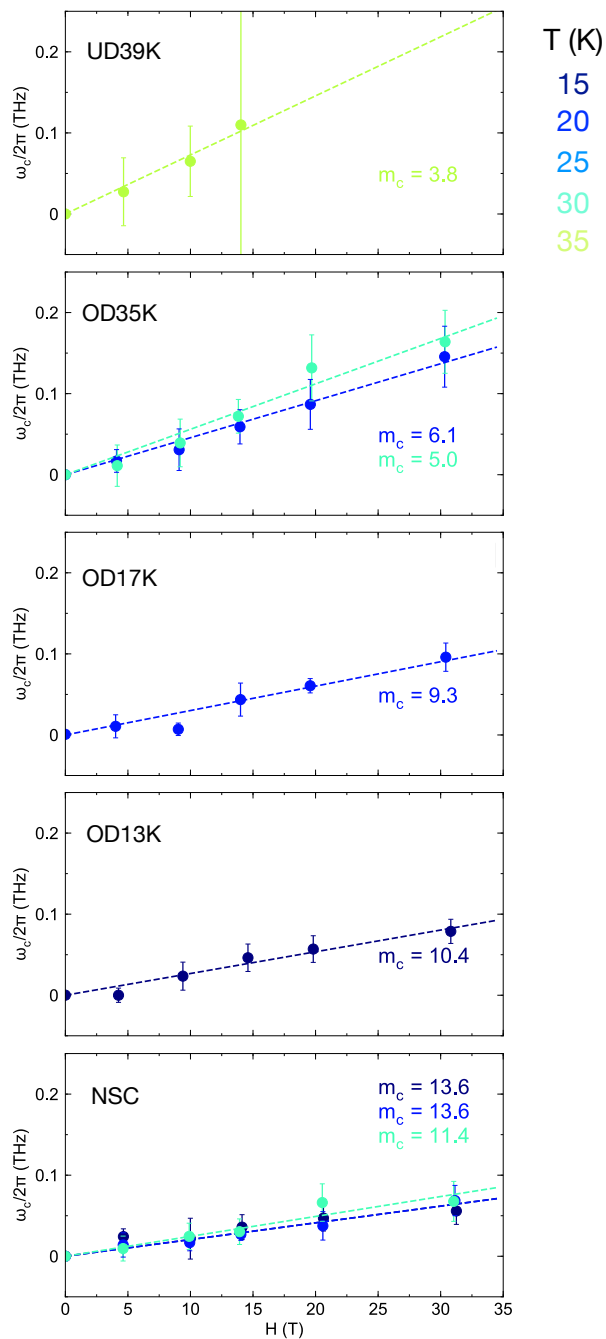 T (K)
15
20
25
30
35
UD39K
0.2
0.1
0
ω_c/2π (THz)
m_c = 3.8
OD35K
0.2
0.1
0
ω_c/2π (THz)
m_c = 6.1
m_c = 5.0
OD17K
0.2
0.1
0
ω_c/2π (THz)
m_c = 9.3
OD13K
0.2
0.1
0
ω_c/2π (THz)
m_c = 10.4
NSC
m_c = 13.6
m_c = 13.6
m_c = 11.4
0.2
0.1
0
ω_c/2π (THz)
0 5 10 15 20 25 30 35
H (T)